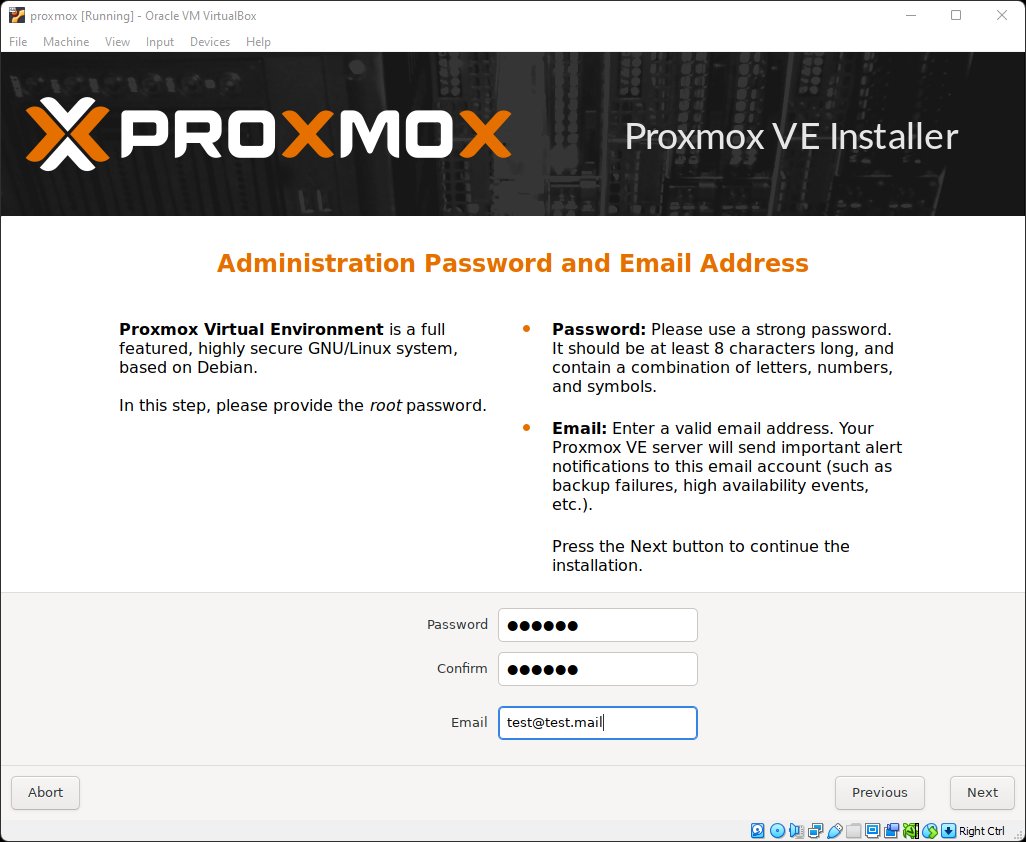 proxmox [Running] - Oracle VM VirtualBox
File Machine View Input Devices Help
PROXMOX
Proxmox VE Installer
Administration Password and Email Address
Proxmox Virtual Environment is a full
featured, highly secure GNU/Linux system,
based on Debian.
In this step, please provide the root password.
Password: Please use a strong password.
It should be at least 8 characters long, and
contain a combination of letters, numbers,
and symbols.
Email: Enter a valid email address. Your
Proxmox VE server will send important alert
notifications to this email account (such as
backup failures, high availability events,
etc.).
Press the Next button to continue the
installation.
Password ●●●●●●
Confirm ●●●●●●
Email test@test.mail
Abort Previous Next
Right Ctrl